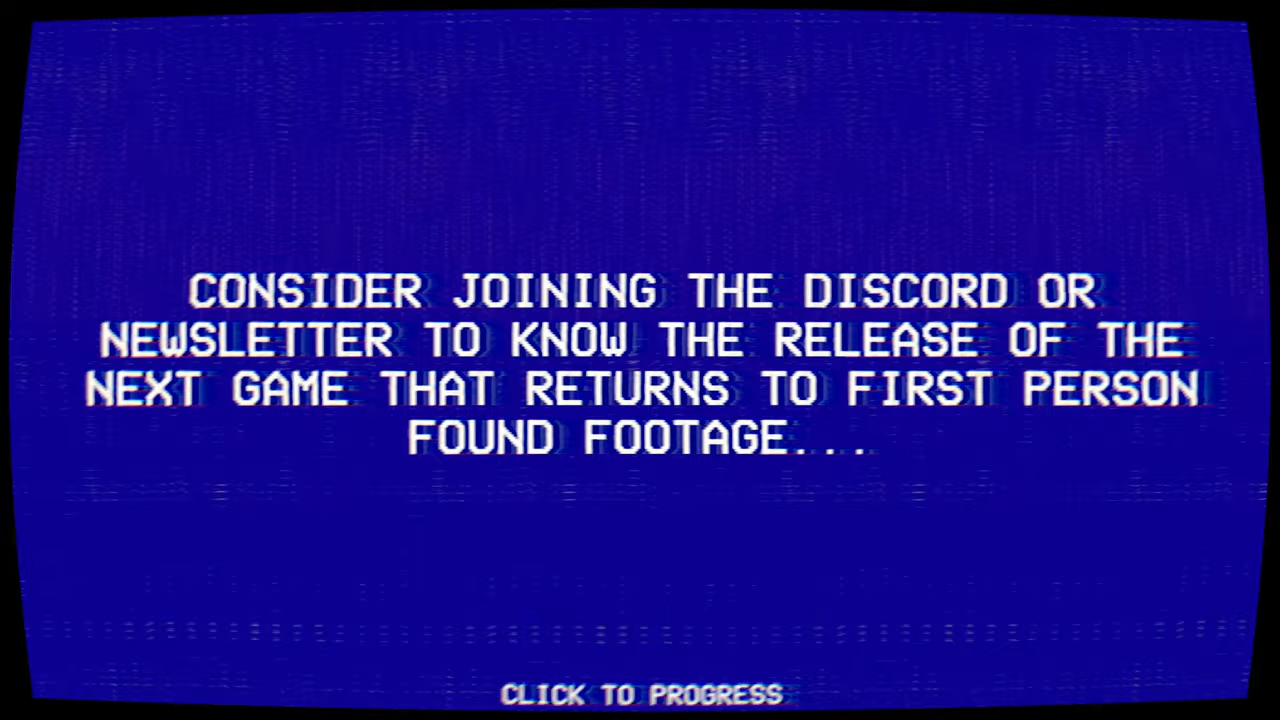 CONSIDER JOINING THE DISCORD OR
NEWSLETTER TO KNOW THE RELEASE OF THE
NEXT GAME THAT RETURNS TO FIRST PERSON
FOUND FOOTAGE...
CLICK TO PROGRESS